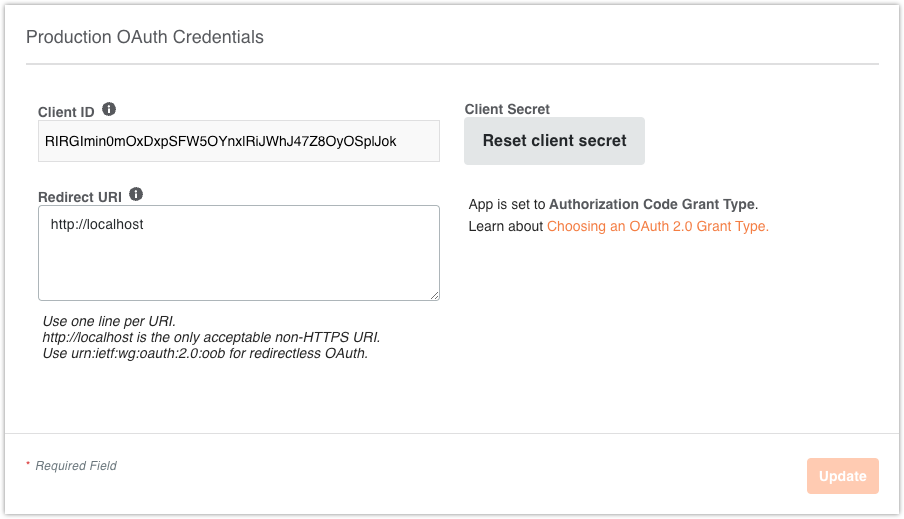 Production OAuth Credentials
Client ID
RIRGImin0mOxDxpSFW5OYnxlRiJWhJ47Z8OyOSplJok
Redirect URI
http://localhost
Use one line per URI.
http://localhost is the only acceptable non-HTTPS URI.
Use urn:ietf:wg:oauth:2.0:oob for redirectless OAuth.
Client Secret
Reset client secret
App is set to Authorization Code Grant Type.
Learn about Choosing an OAuth 2.0 Grant Type.
* Required Field
Update